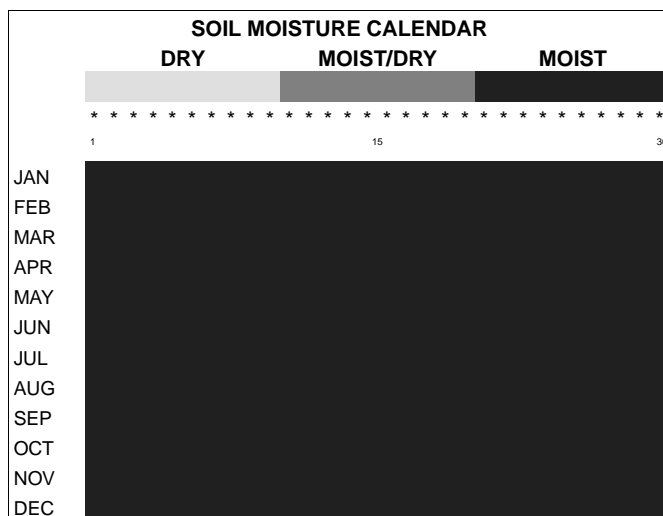 SOIL MOISTURE CALENDAR
DRY MOIST/DRY MOIST
* * * * * * * * * * * * * * * * * * * * * * * * * * * * * *
1 15 30
JAN
FEB
MAR
APR
MAY
JUN
JUL
AUG
SEP
OCT
NOV
DEC